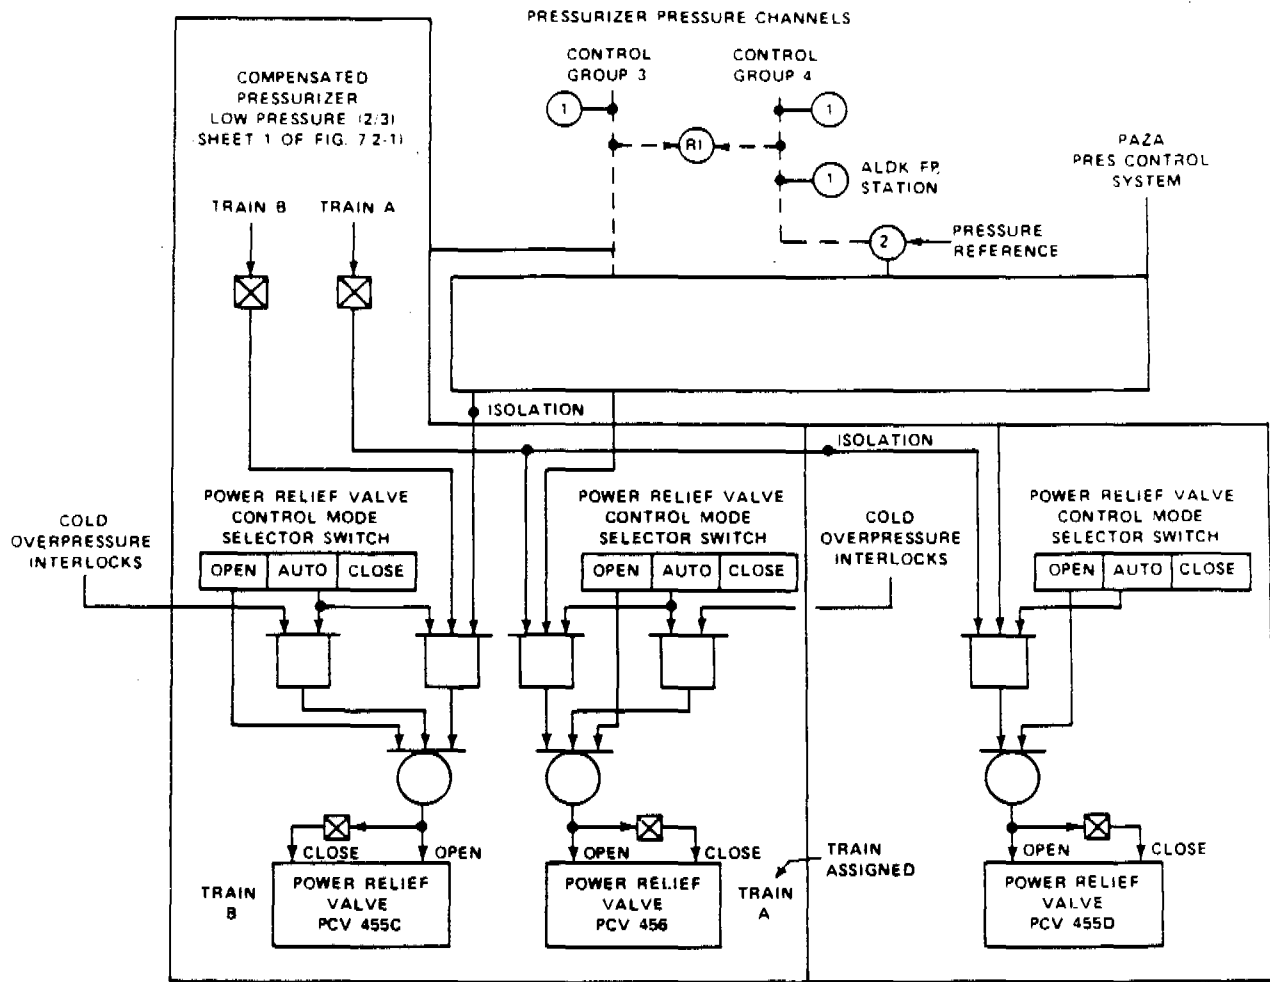 PRESSURIZER PRESSURE CHANNELS
CONTROL
GROUP 3
CONTROL
GROUP 4
COMPENSATED
PRESSURIZER
LOW PRESSURE (2/3)
SHEET 1 OF FIG. 7.2-1)
1
1
R1
1
ALDK FP.
STATION
PAZA
PRES CONTROL
SYSTEM
TRAIN B
TRAIN A
2
PRESSURE
REFERENCE
ISOLATION
ISOLATION
COLD
OVERPRESSURE
INTERLOCKS
POWER RELIEF VALVE
CONTROL MODE
SELECTOR SWITCH
OPEN AUTO CLOSE
POWER RELIEF VALVE
CONTROL MODE
SELECTOR SWITCH
OPEN AUTO CLOSE
COLD
OVERPRESSURE
INTERLOCKS
POWER RELIEF VALVE
CONTROL MODE
SELECTOR SWITCH
OPEN AUTO CLOSE
CLOSE
OPEN
OPEN
CLOSE
OPEN
CLOSE
TRAIN
B
POWER RELIEF
VALVE
PCV 455C
POWER RELIEF
VALVE
PCV 456
TRAIN
A
TRAIN
ASSIGNED
POWER RELIEF
VALVE
PCV 455D